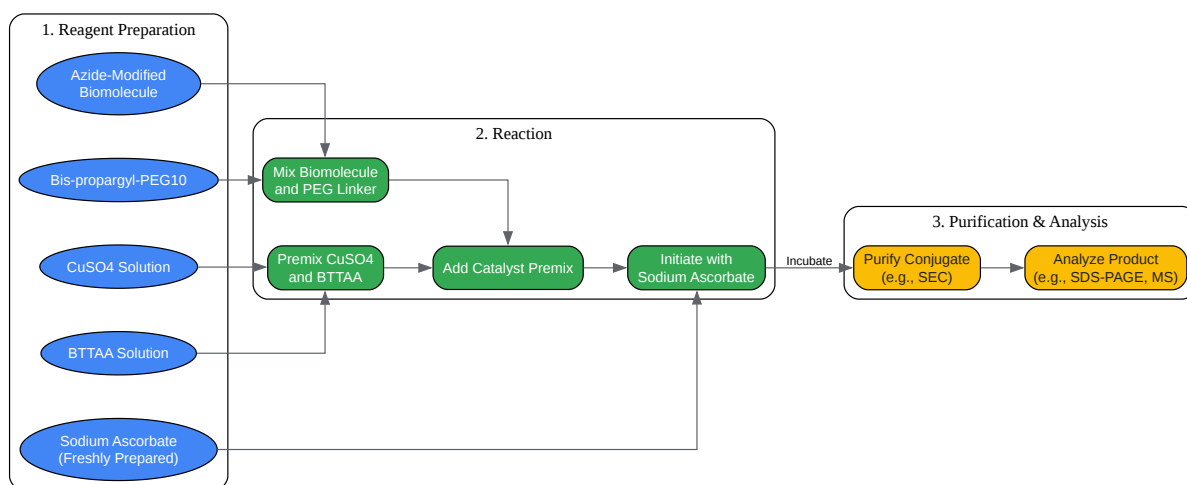 1. Reagent Preparation
Azide-Modified
Biomolecule
Bis-propargyl-PEG10
CuSO4 Solution
BTTAA Solution
Sodium Ascorbate
(Freshly Prepared)
2. Reaction
Mix Biomolecule
and PEG Linker
Premix CuSO4
and BTTAA
Add Catalyst Premix
Initiate with
Sodium Ascorbate
Incubate
3. Purification & Analysis
Purify Conjugate
(e.g., SEC)
Analyze Product
(e.g., SDS-PAGE, MS)